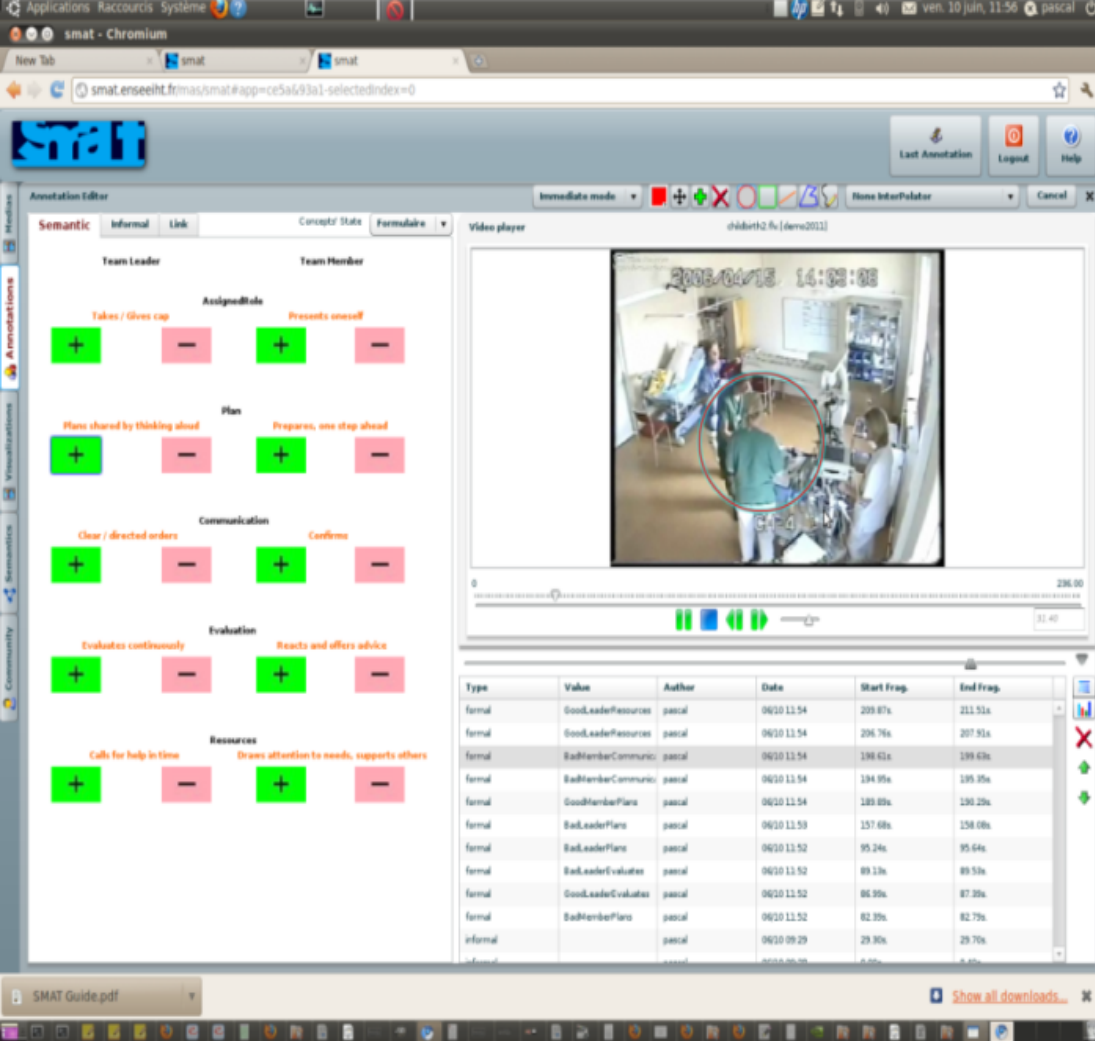 Applications Raccourcis Système ven. 10 juin, 11:56 pascal
smat - Chromium
New Tab smat smat
smat.enseeiht.fr/mas/smat#app=ce5a&93a1-selectedIndex=0
smat Last Annotation Logout Help
Medias
Annotations
Visualizations
Semantics
Community
Annotation Editor Immediate mode None InterPolator Cancel
Semantic Informal Link Concepts' State Formulaire
Team Leader Team Member
AssignedRole
Takes / Gives cap Presents oneself
+ − + −
Plan
Plans shared by thinking aloud Prepares, one step ahead
+ − + −
Communication
Clear / directed orders Confirms
+ − + −
Evaluation
Evaluates continuously Reacts and offers advice
+ − + −
Resources
Calls for help in time Draws attention to needs, supports others
+ − + −
Video player childbirth2.flv [demo2011]
2006/04/15 14:03:08
0 236.00
31.40
Type Value Author Date Start Frag. End Frag.
formal GoodLeaderResources pascal 06/10 11:54 209.87s. 211.51s.
formal GoodLeaderResources pascal 06/10 11:54 206.76s. 207.91s.
formal BadMemberCommunic pascal 06/10 11:54 198.61s. 199.63s.
formal BadMemberCommunic pascal 06/10 11:54 194.95s. 195.35s.
formal GoodMemberPlans pascal 06/10 11:54 189.89s. 190.29s.
formal BadLeaderPlans pascal 06/10 11:53 157.68s. 158.08s.
formal BadLeaderPlans pascal 06/10 11:52 95.24s. 95.64s.
formal BadLeaderEvaluates pascal 06/10 11:52 89.13s. 89.53s.
formal GoodLeaderEvaluates pascal 06/10 11:52 86.99s. 87.39s.
formal BadMemberPlans pascal 06/10 11:52 82.39s. 82.79s.
informal pascal 06/10 09:29 29.30s. 29.70s.
SMAT Guide.pdf Show all downloads...